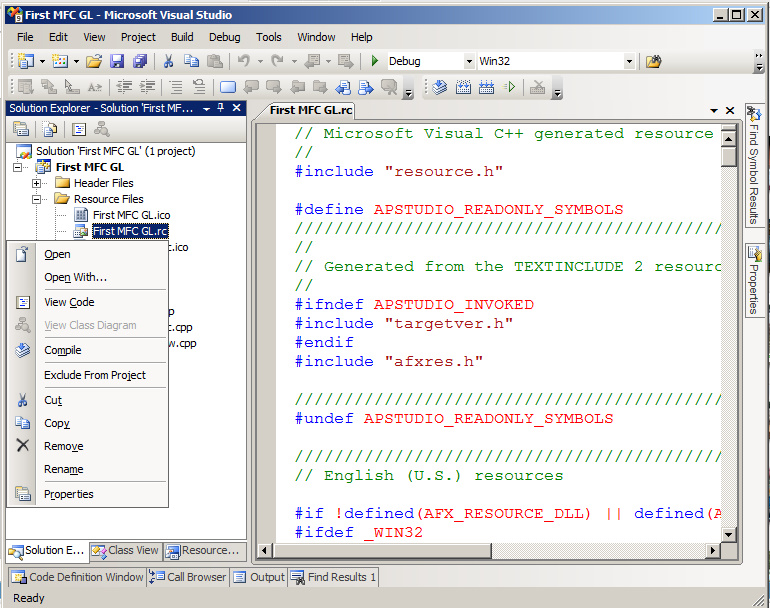 First MFC GL - Microsoft Visual Studio
File Edit View Project Build Debug Tools Window Help
Debug Win32
Solution Explorer - Solution 'First MF...
First MFC GL.rc
Solution 'First MFC GL' (1 project)
First MFC GL
Header Files
Resource Files
First MFC GL.ico
First MFC GL.rc
c.ico
p
c.cpp
w.cpp
Open
Open With...
View Code
View Class Diagram
Compile
Exclude From Project
Cut
Copy
Remove
Rename
Properties
// Microsoft Visual C++ generated resource
//
#include "resource.h"
#define APSTUDIO_READONLY_SYMBOLS
///////////////////////////////////////////
//
// Generated from the TEXTINCLUDE 2 resourc
//
#ifndef APSTUDIO_INVOKED
#include "targetver.h"
#endif
#include "afxres.h"
///////////////////////////////////////////
#undef APSTUDIO_READONLY_SYMBOLS
///////////////////////////////////////////
// English (U.S.) resources
#if !defined(AFX_RESOURCE_DLL) || defined(A
#ifdef _WIN32
Find Symbol Results
Properties
Solution E... Class View Resource...
Code Definition Window Call Browser Output Find Results 1
Ready